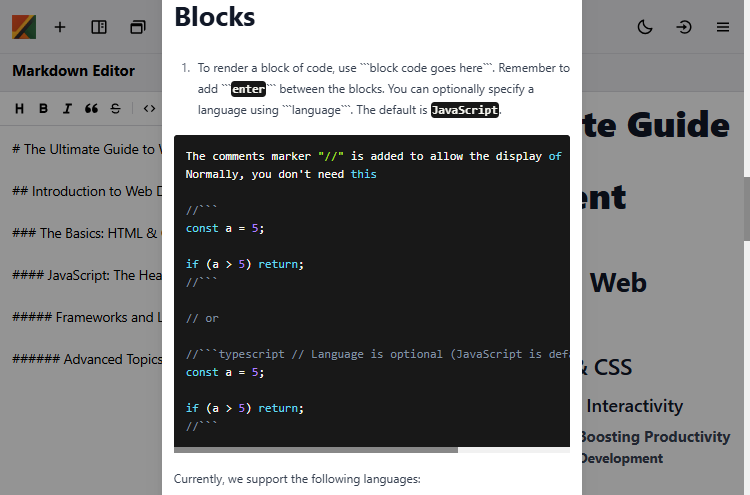 Markdown Editor
H B I 66 S <>
# The Ultimate Guide to
## Introduction to Web
### The Basics: HTML &
#### JavaScript: The
##### Frameworks and
###### Advanced Topics
Blocks
1. To render a block of code, use ```block code goes here```. Remember to
add ```enter``` between the blocks. You can optionally specify a
language using ```language```. The default is JavaScript.
The comments marker "//" is added to allow the display of
Normally, you don't need this
//```
const a = 5;
if (a > 5) return;
//```
// or
//```typescript // Language is optional (JavaScript is
const a = 5;
if (a > 5) return;
//```
Currently, we support the following languages:
Guide
Web
& CSS
Interactivity
Boosting Productivity
Development